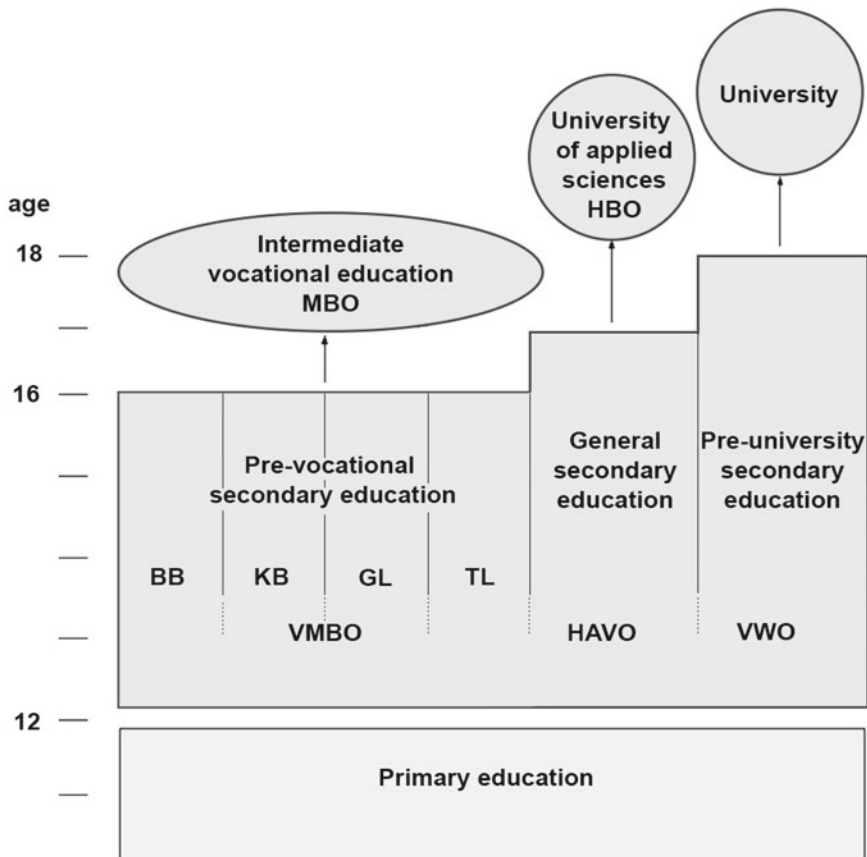 University
University
of applied
sciences
HBO
age
18
Intermediate
vocational education
MBO
16
Pre-vocational
secondary education
General
secondary
education
Pre-university
secondary
education
BB KB GL TL
VMBO HAVO VWO
12
Primary education